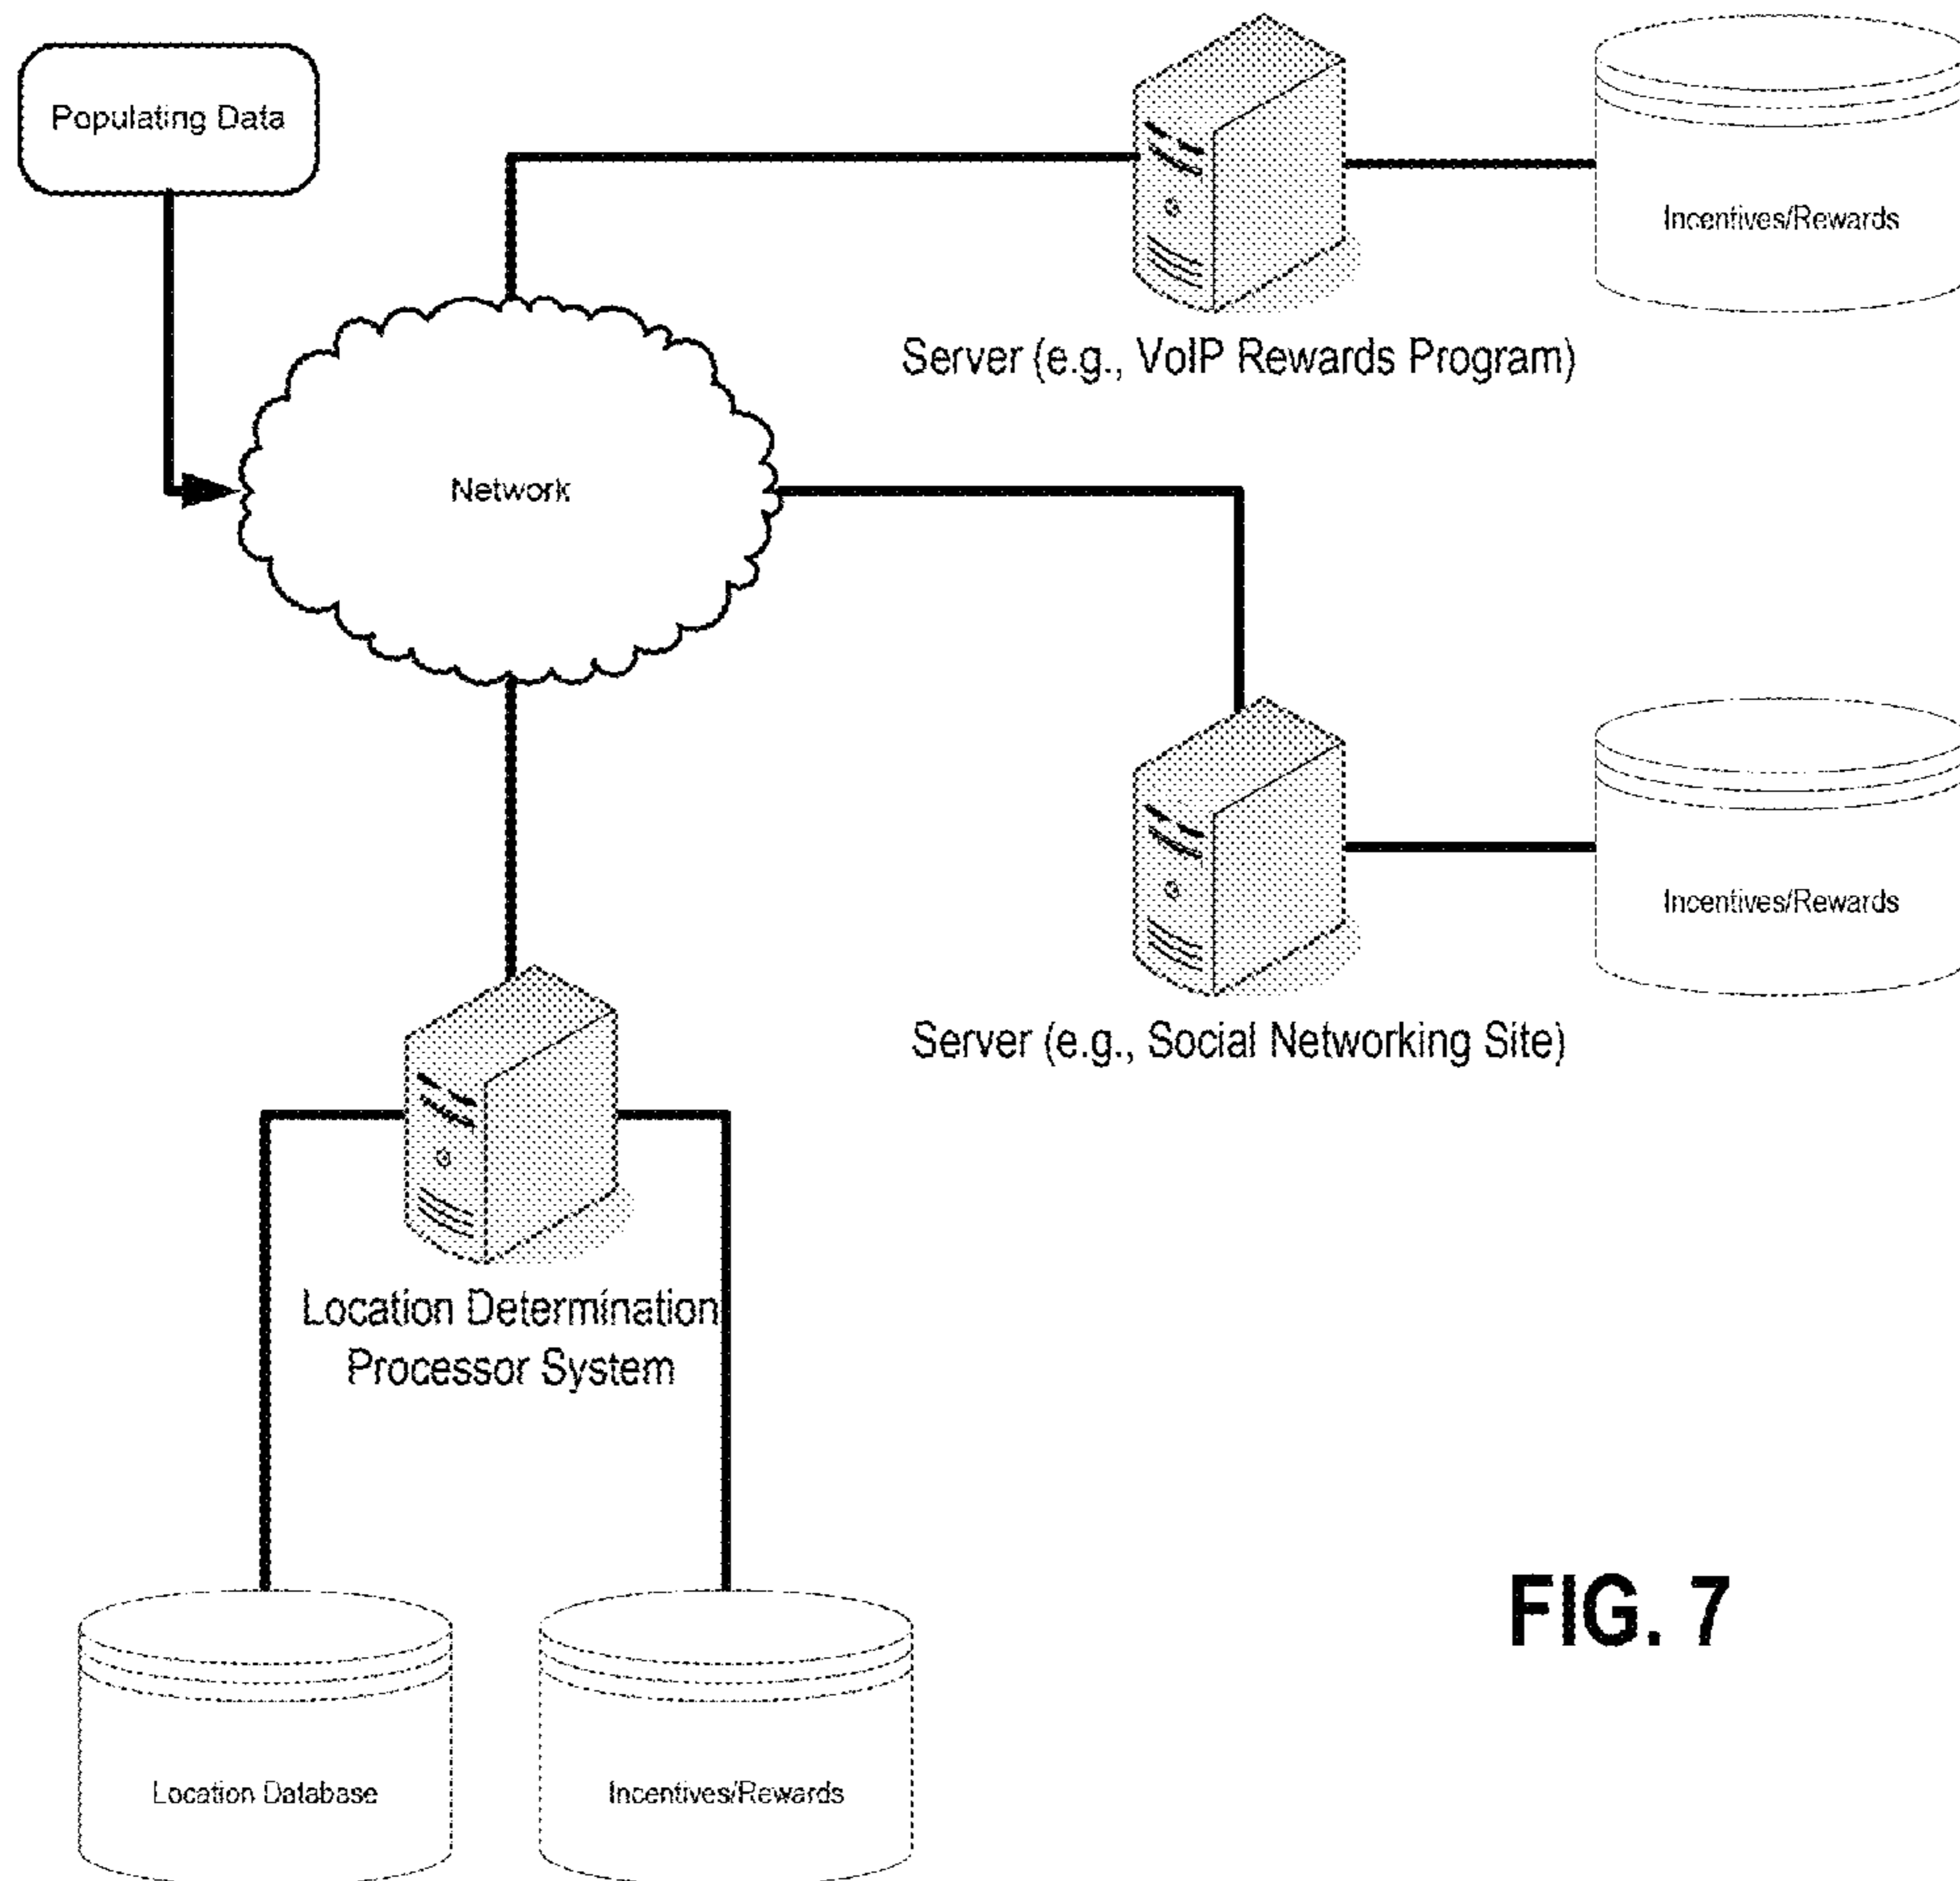 Populating Data
Incentives/Rewards
Server (e.g., VoIP Rewards Program)
Network
Incentives/Rewards
Server (e.g., Social Networking Site)
Location Determination
Processor System
FIG. 7
Location Database
Incentives/Rewards